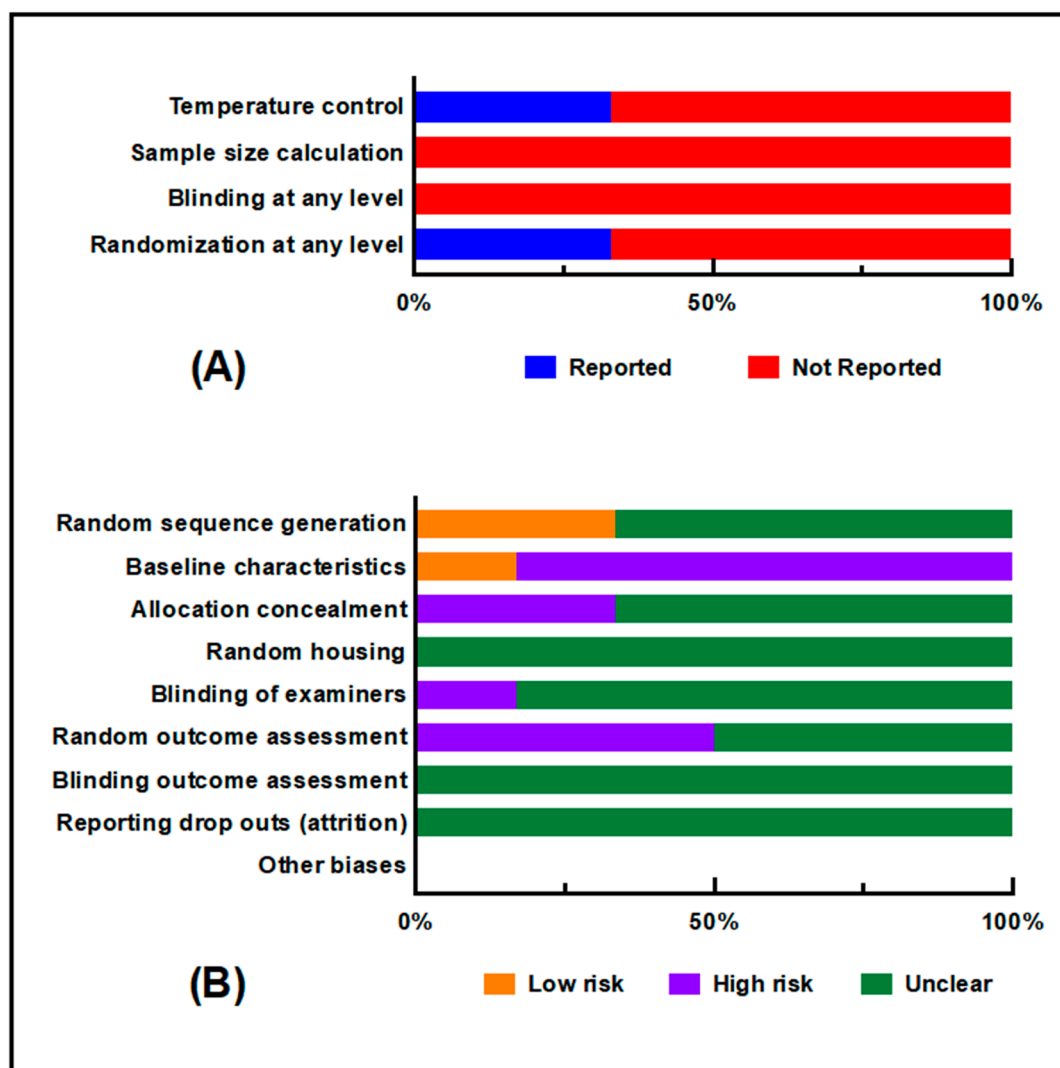 Temperature control
Sample size calculation
Blinding at any level
Randomization at any level
0% 50% 100%
(A) Reported Not Reported
Random sequence generation
Baseline characteristics
Allocation concealment
Random housing
Blinding of examiners
Random outcome assessment
Blinding outcome assessment
Reporting drop outs (attrition)
Other biases
0% 50% 100%
(B) Low risk High risk Unclear